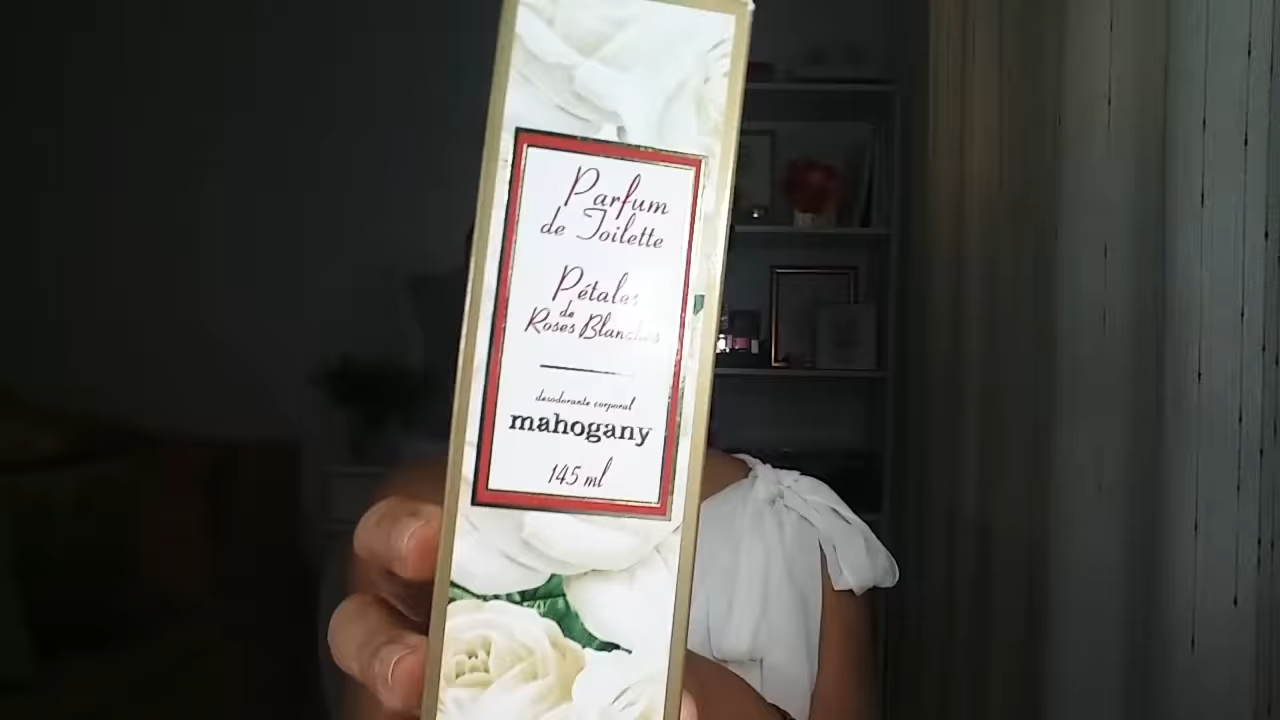 Parfum
de Toilette
Pétales
de
Roses Blanches
desodorante corporal
mahogany
145 ml